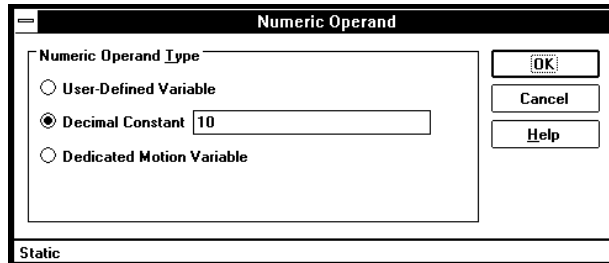 Numeric Operand
Numeric Operand Type
User-Defined Variable
Decimal Constant 10
Dedicated Motion Variable
OK
Cancel
Help
Static